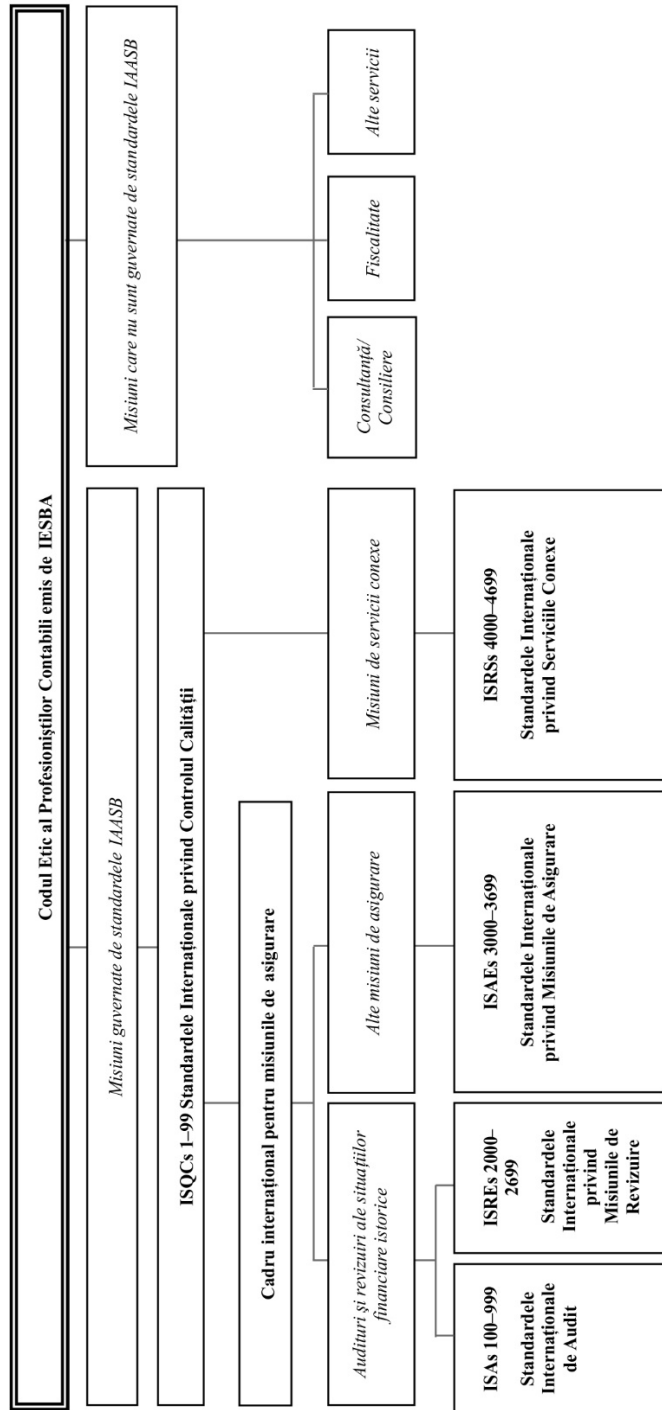 Codul Etic al Profesioniștilor Contabili emis de IESBA
Misiuni guvernate de standardele IAASB
Misiuni care nu sunt guvernate de standardele IAASB
ISQCs 1–99 Standardele Internaționale privind Controlul Calității
Cadru internațional pentru misiunile de asigurare
Audituri și revizuiri ale situațiilor
financiare istorice
Alte misiuni de asigurare
Misiuni de servicii conexe
Consultanță/
Consiliere
Fiscalitate
Alte servicii
ISAs 100–999
Standardele
Internaționale
de Audit
ISREs 2000–
2699
Standardele
Internaționale
privind
Misiunile de
Revizuire
ISAEs 3000–3699
Standardele Internaționale
privind Misiunile de Asigurare
ISRSs 4000–4699
Standardele Internaționale
privind Serviciile Conexe